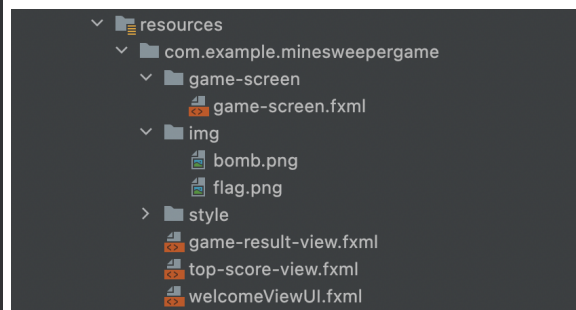 resources
com.example.minesweepergame
game-screen
game-screen.fxml
img
bomb.png
flag.png
style
game-result-view.fxml
top-score-view.fxml
welcomeViewUI.fxml